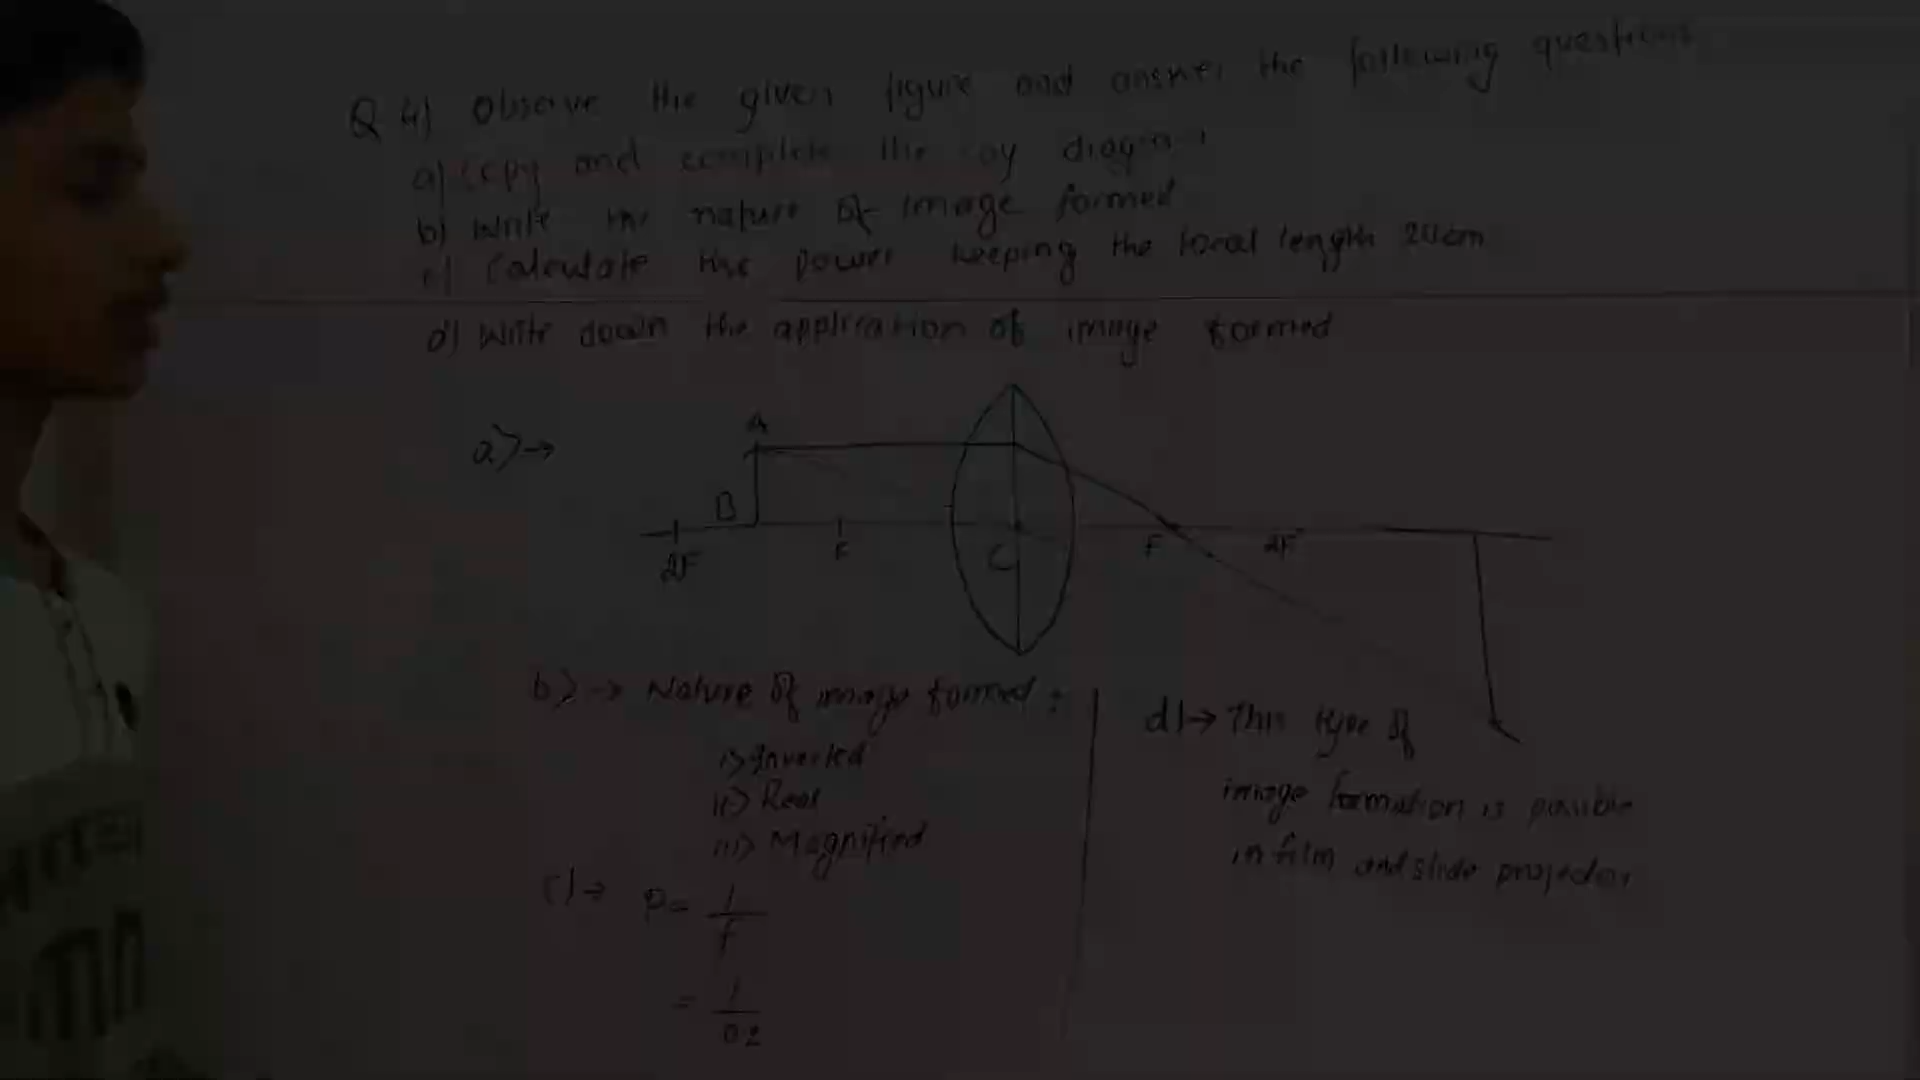 Q 4) Observe the given figure and answer the following questions
a) copy and complete the ray diagram
b) Write the nature of image formed
c) Calculate the power keeping the focal length 20cm
d) Write down the application of image formed
a) →
A
B
2F
F
C
F
2F
b) → Nature of image formed :
i) Inverted
ii) Real
iii) Magnified
c) → P = 1/f
= 1/0.2
d) → This type of
image formation is possible
in film and slide projector